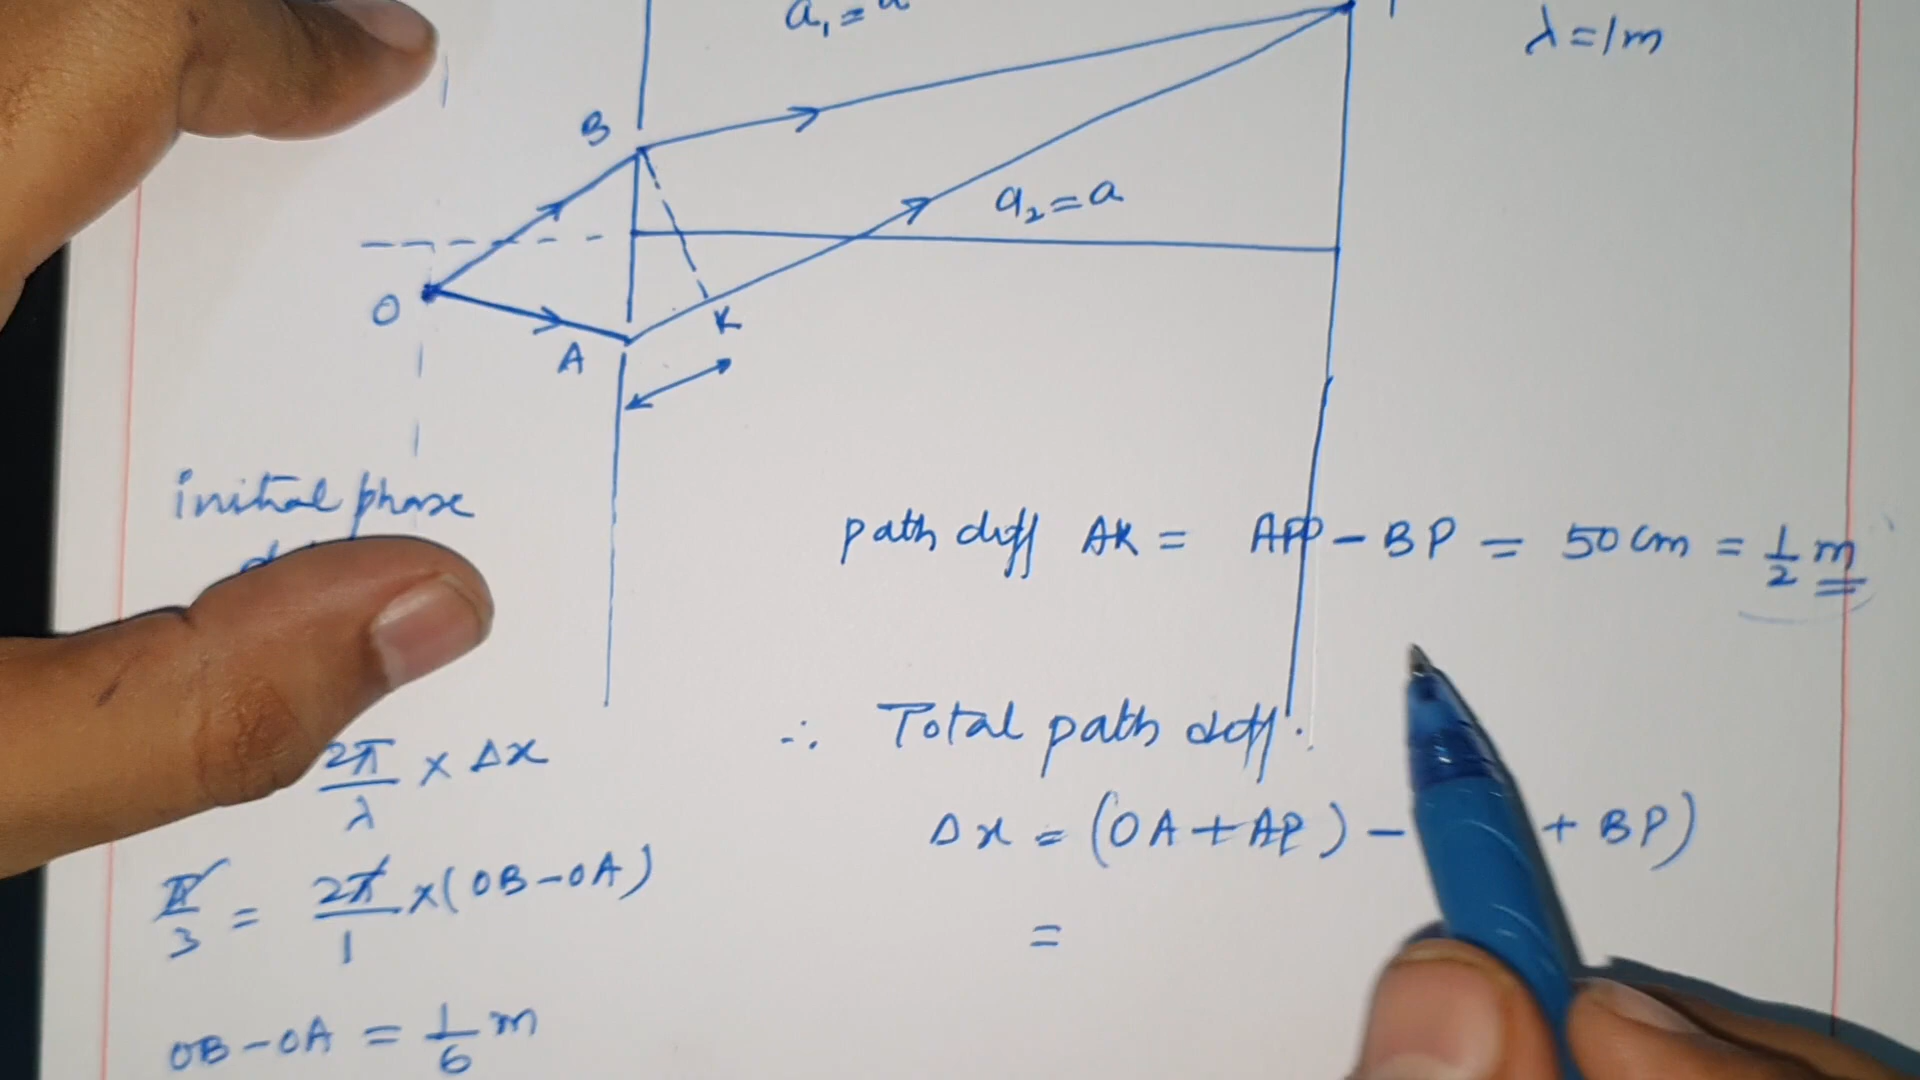 a₁ = a
λ = 1m
B
a₂ = a
O
K
A
initial phase
path diff AK = APP - BP = 50 cm = 1/2 m
∴ Total path diff.
2π/λ × Δx
Δx = (OA + AP) - + BP)
π/3 = 2π/1 × (OB - OA)
=
OB - OA = 1/6 m